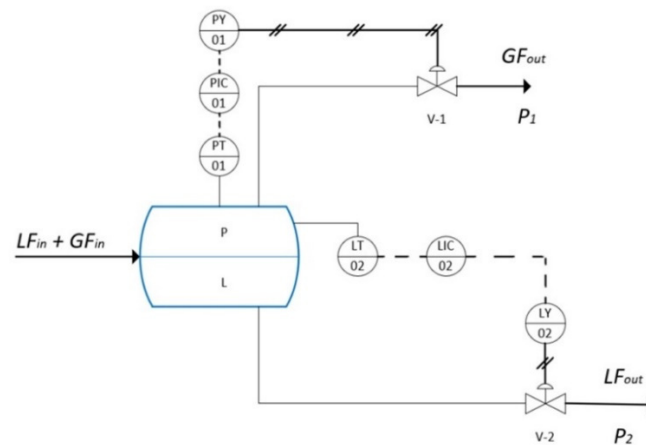 PY
01
GFout
PIC
01
P1
V-1
PT
01
LFin + GFin
P
LT
02
LIC
02
L
LY
02
LFout
V-2
P2